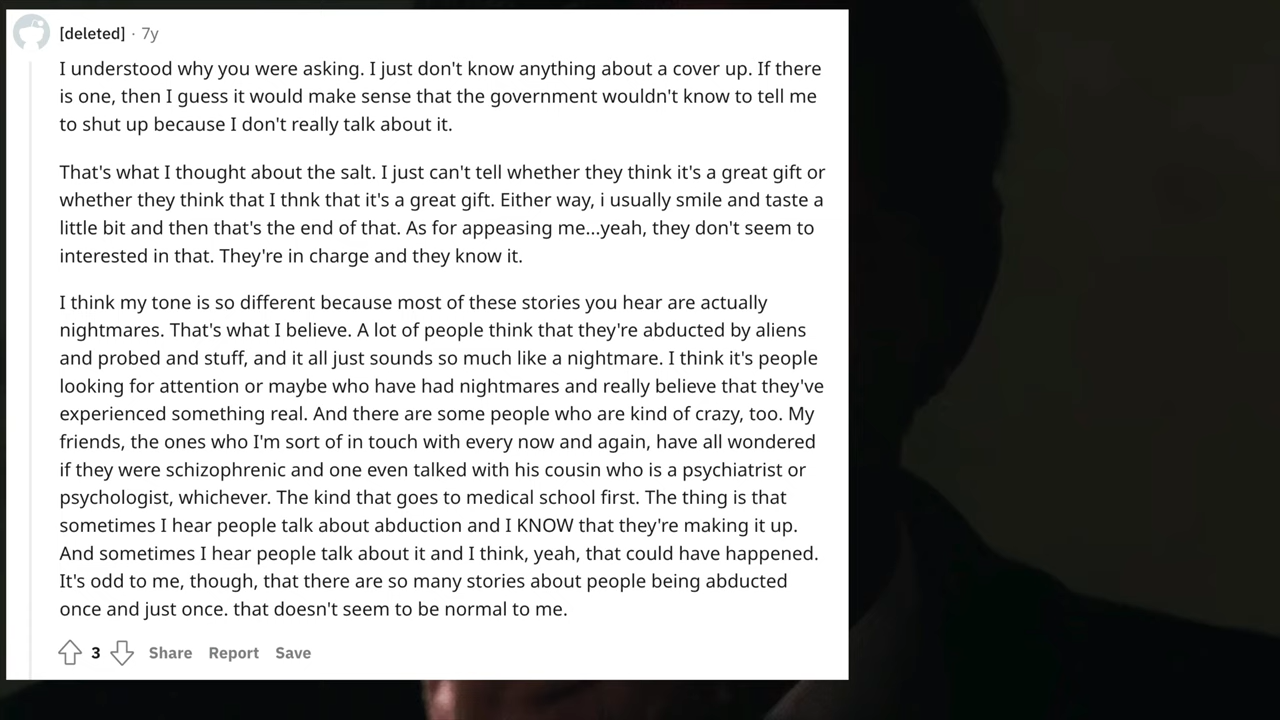 [deleted] · 7y
I understood why you were asking. I just don't know anything about a cover up. If there
is one, then I guess it would make sense that the government wouldn't know to tell me
to shut up because I don't really talk about it.
That's what I thought about the salt. I just can't tell whether they think it's a great gift or
whether they think that I thnk that it's a great gift. Either way, i usually smile and taste a
little bit and then that's the end of that. As for appeasing me...yeah, they don't seem to
interested in that. They're in charge and they know it.
I think my tone is so different because most of these stories you hear are actually
nightmares. That's what I believe. A lot of people think that they're abducted by aliens
and probed and stuff, and it all just sounds so much like a nightmare. I think it's people
looking for attention or maybe who have had nightmares and really believe that they've
experienced something real. And there are some people who are kind of crazy, too. My
friends, the ones who I'm sort of in touch with every now and again, have all wondered
if they were schizophrenic and one even talked with his cousin who is a psychiatrist or
psychologist, whichever. The kind that goes to medical school first. The thing is that
sometimes I hear people talk about abduction and I KNOW that they're making it up.
And sometimes I hear people talk about it and I think, yeah, that could have happened.
It's odd to me, though, that there are so many stories about people being abducted
once and just once. that doesn't seem to be normal to me.
3 Share Report Save